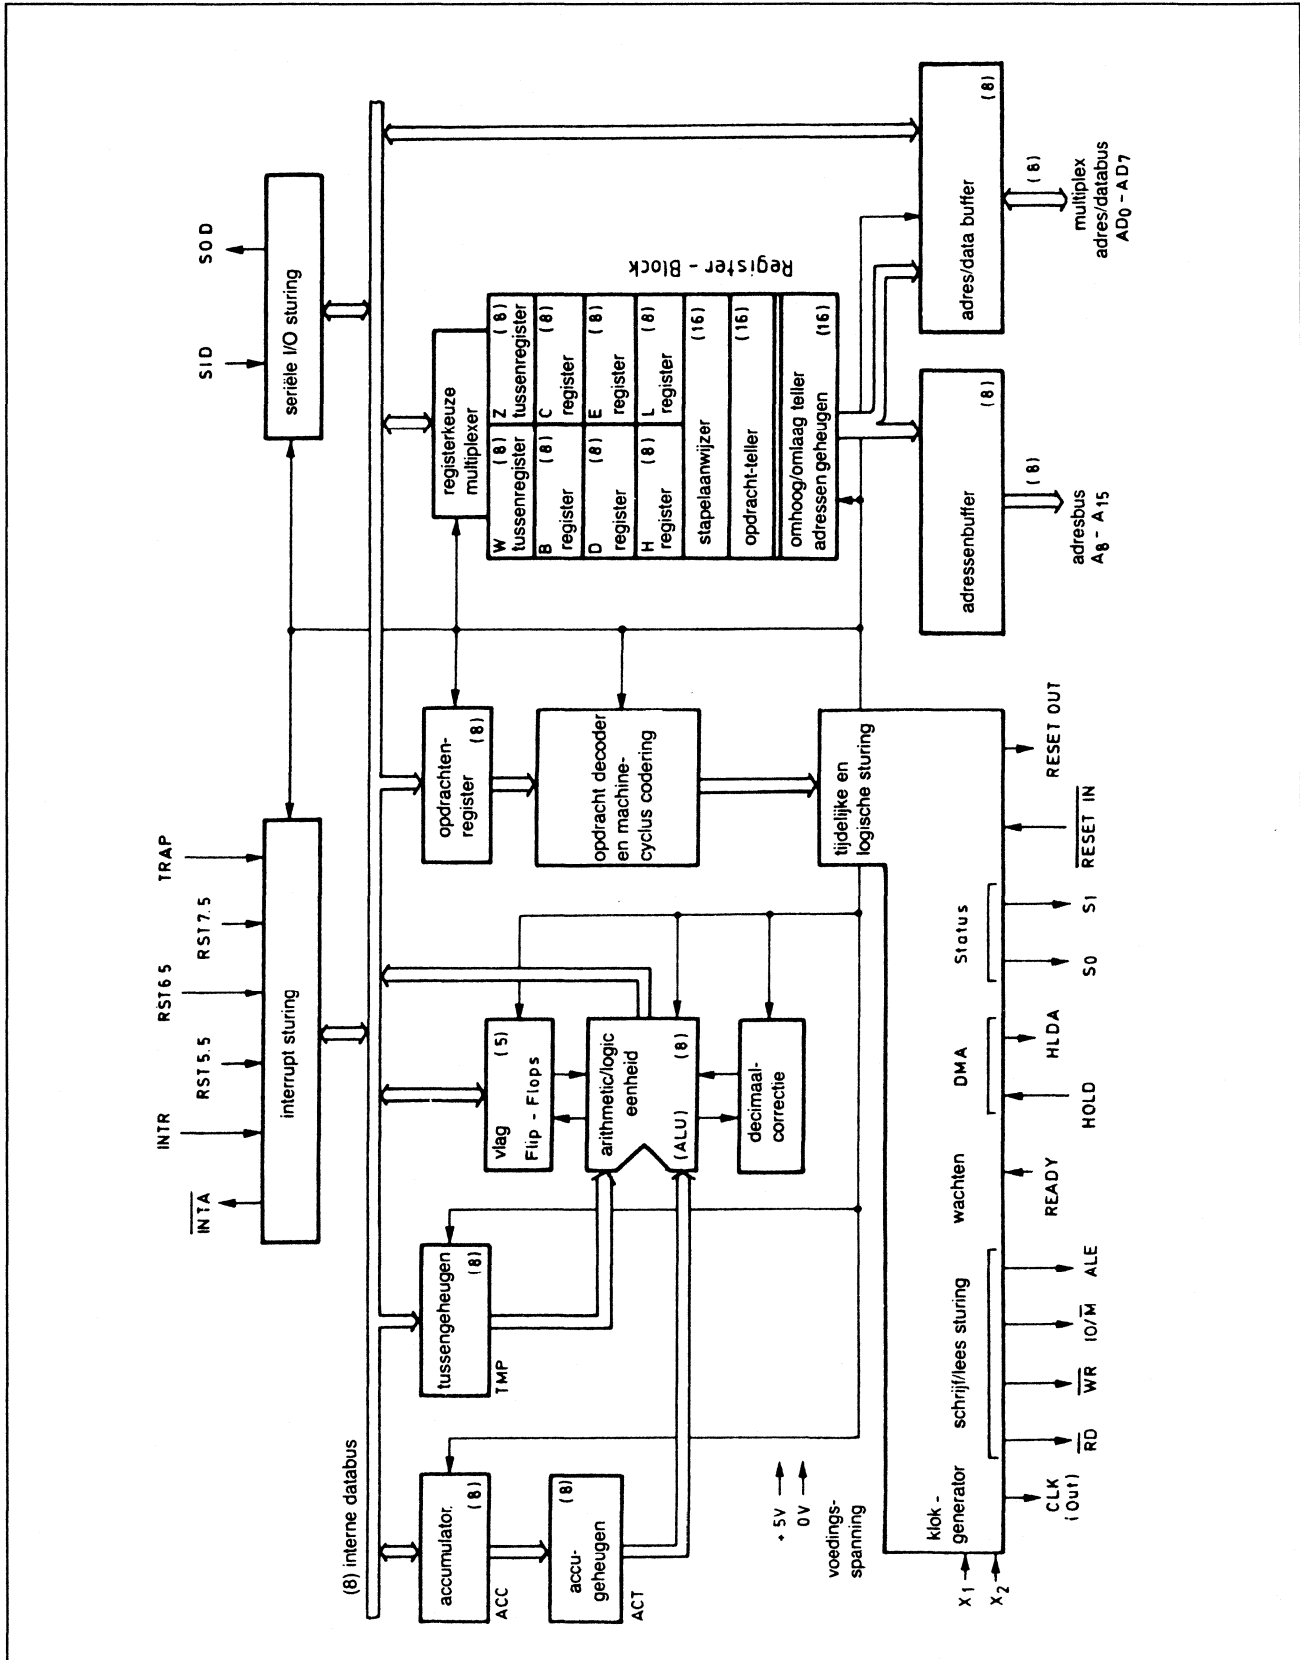 INTA
INTR
RST5.5
RST6 5
RST7.5
TRAP
SID
SOD
interrupt sturing
seriële I/O sturing
(8) interne databus
accumulator.
(8)
ACC
tussengeheugen
(8)
TMP
vlag
(5)
Flip - Flops
opdrachten-
register
(8)
registerkeuze
multiplexer
accu-
geheugen
(8)
ACT
arithmetic/logic
eenheid
(ALU)
(8)
decimaal-
correctie
opdracht decoder
en machine-
cyclus codering
W
(8)
tussenregister
Z
(8)
tussenregister
B
(8)
register
C
(8)
register
D
(8)
register
E
(8)
register
H
(8)
register
L
(8)
register
stapelaanwijzer
(16)
opdracht-teller
(16)
omhoog/omlaag teller
adressen geheugen
(16)
Register - Block
+ 5V
0V
voedings-
spanning
tijdelijke en
logische sturing
X1
X2
klok-
generator
schrijf/lees sturing
wachten
DMA
Status
CLK
(Out)
RD
WR
IO/M
ALE
READY
HOLD
HLDA
S0
S1
RESET IN
RESET OUT
adressenbuffer
(8)
adres/data buffer
(8)
(8)
adresbus
A8 - A15
(8)
multiplex
adres/databus
AD0 - AD7